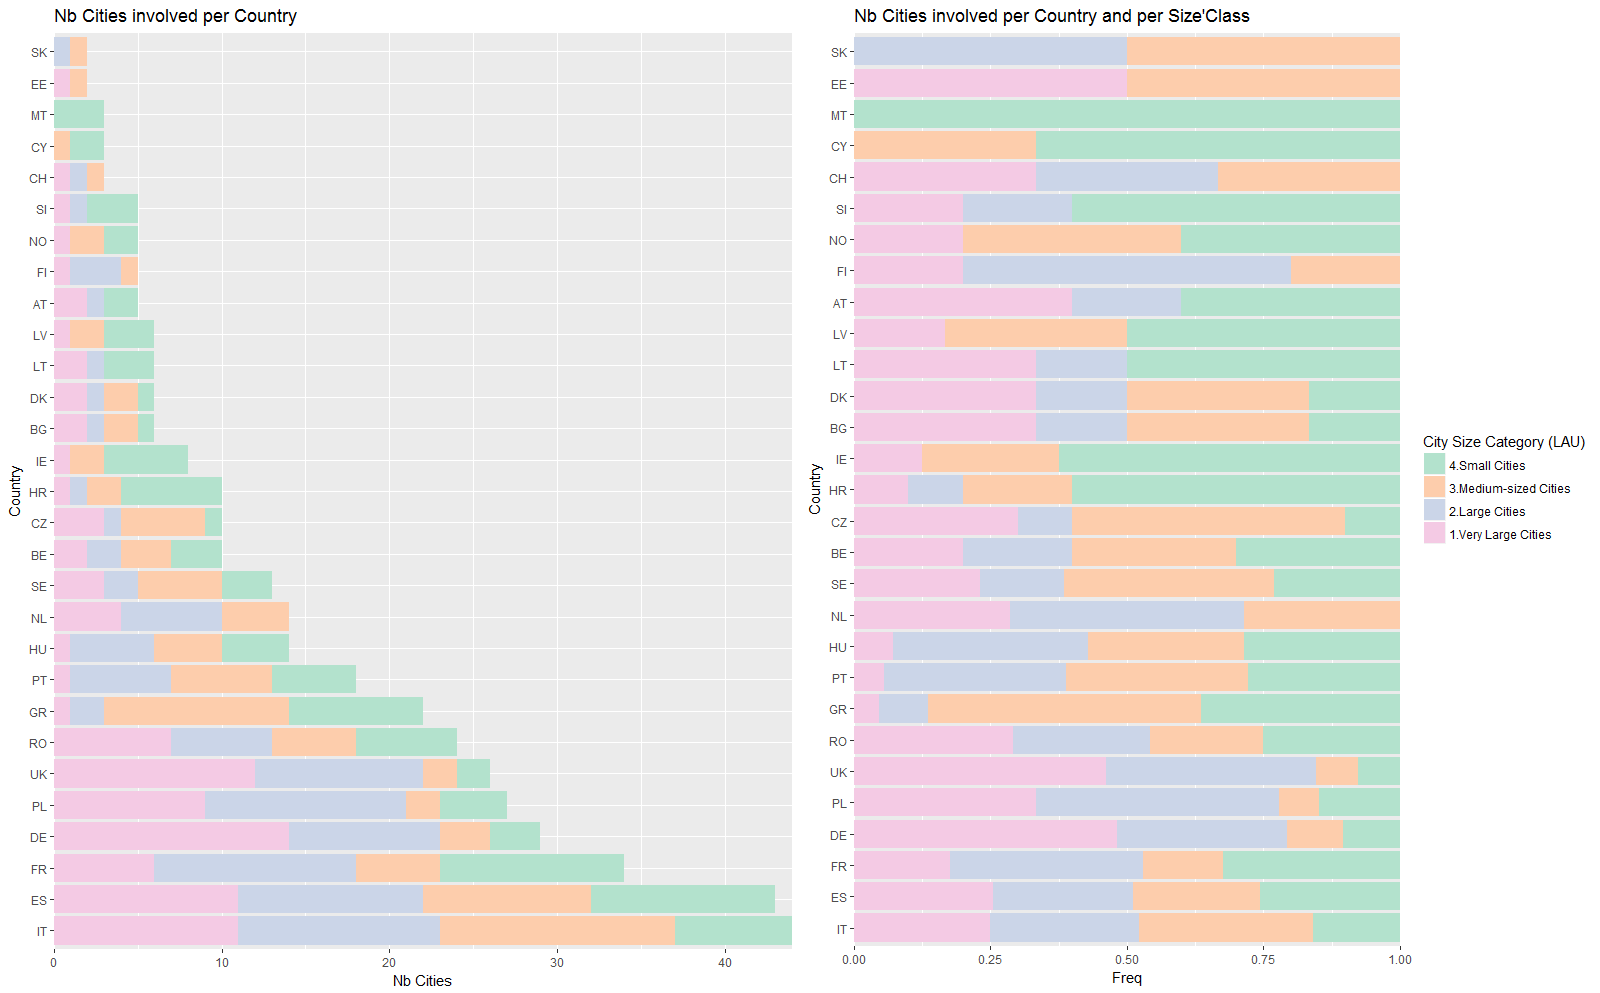 Nb Cities involved per Country
SK
EE
MT
CY
CH
SI
NO
FI
AT
LV
LT
DK
BG
IE
HR
CZ
BE
SE
NL
HU
PT
GR
RO
UK
PL
DE
FR
ES
IT
Country
0
10
20
30
40
Nb Cities
Nb Cities involved per Country and per Size'Class
SK
EE
MT
CY
CH
SI
NO
FI
AT
LV
LT
DK
BG
IE
HR
CZ
BE
SE
NL
HU
PT
GR
RO
UK
PL
DE
FR
ES
IT
Country
0.00
0.25
0.50
0.75
1.00
Freq
City Size Category (LAU)
4.Small Cities
3.Medium-sized Cities
2.Large Cities
1.Very Large Cities